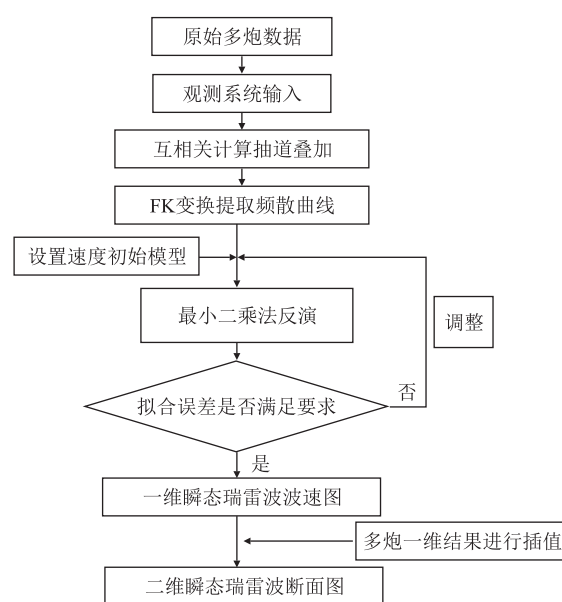 原始多炮数据
观测系统输入
互相关计算抽道叠加
FK变换提取频散曲线
设置速度初始模型
最小二乘法反演
调整
拟合误差是否满足要求
否
是
一维瞬态瑞雷波波速图
多炮一维结果进行插值
二维瞬态瑞雷波断面图